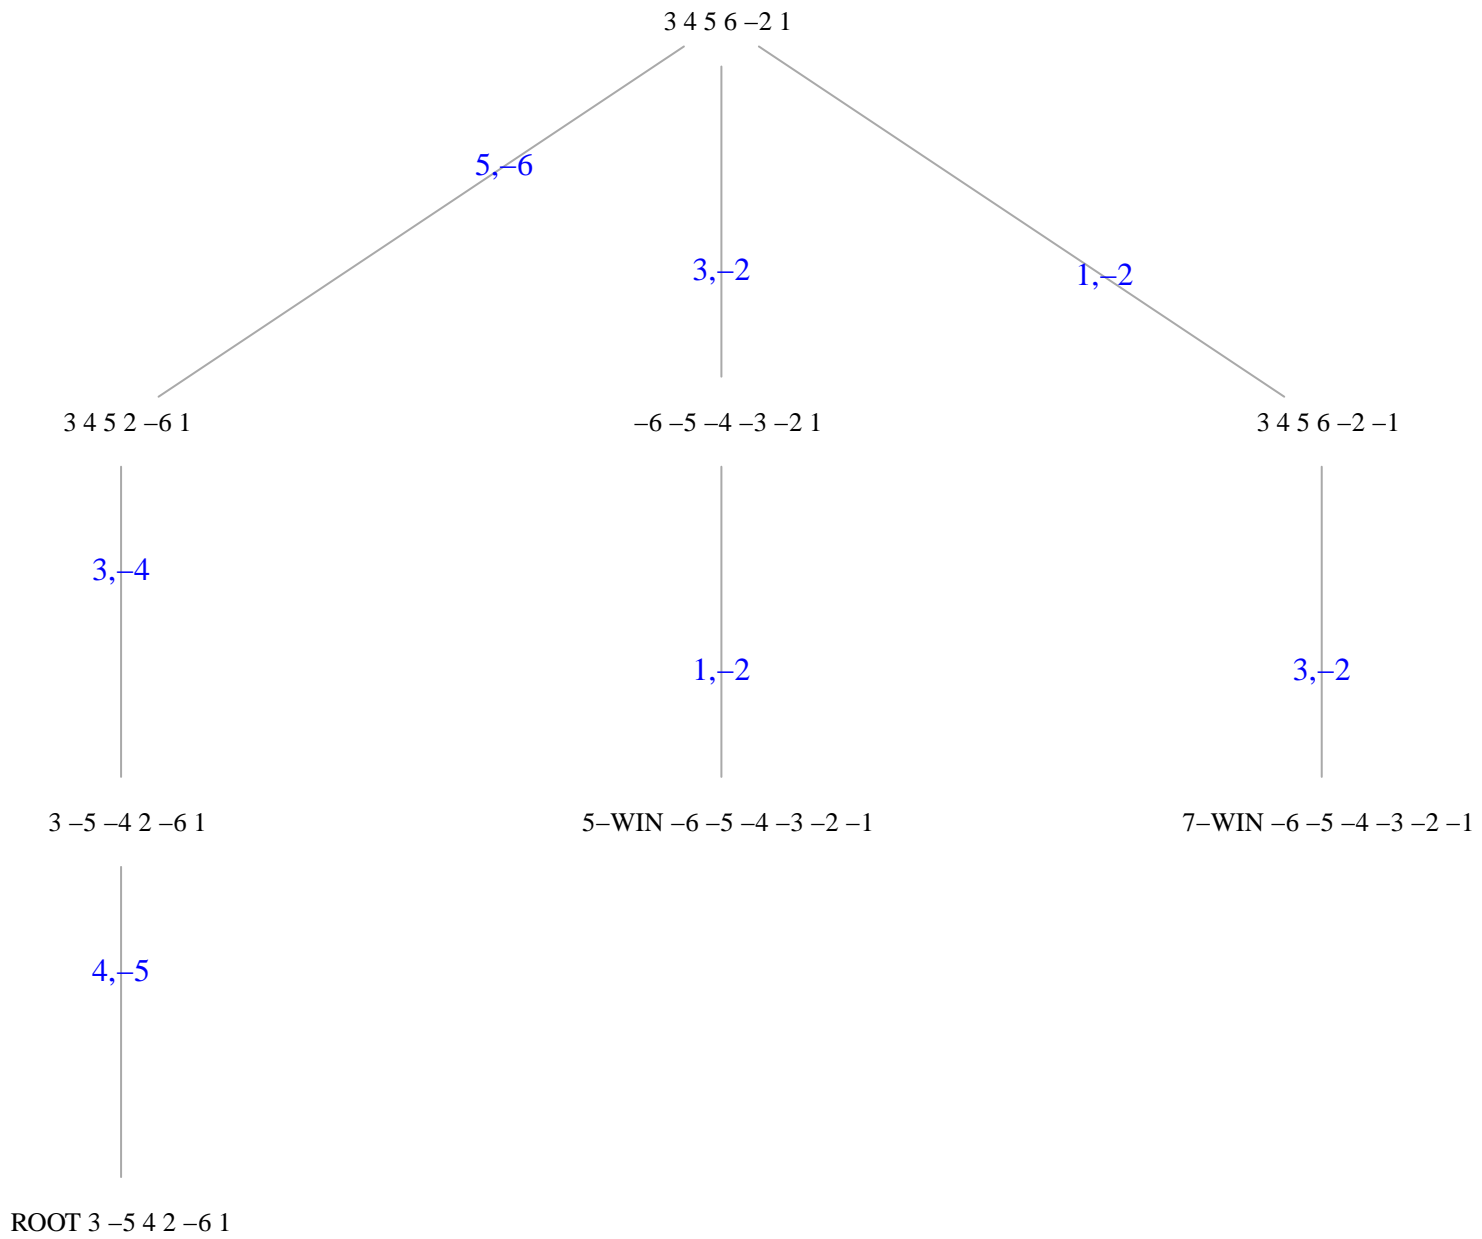 3 4 5 6 –2 1
5,–6
3,–2
1,–2
3 4 5 2 –6 1
–6 –5 –4 –3 –2 1
3 4 5 6 –2 –1
3,–4
1,–2
3,–2
3 –5 –4 2 –6 1
5–WIN –6 –5 –4 –3 –2 –1
7–WIN –6 –5 –4 –3 –2 –1
4,–5
ROOT 3 –5 4 2 –6 1